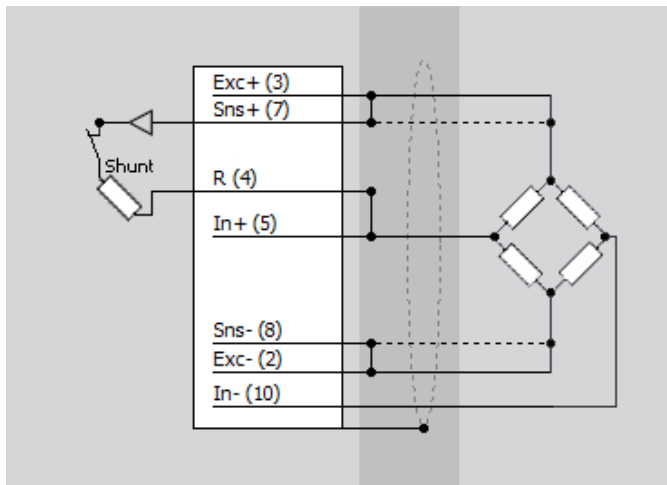 Exc+ (3)
Sns+ (7)
Shunt
R (4)
In+ (5)
Sns- (8)
Exc- (2)
In- (10)